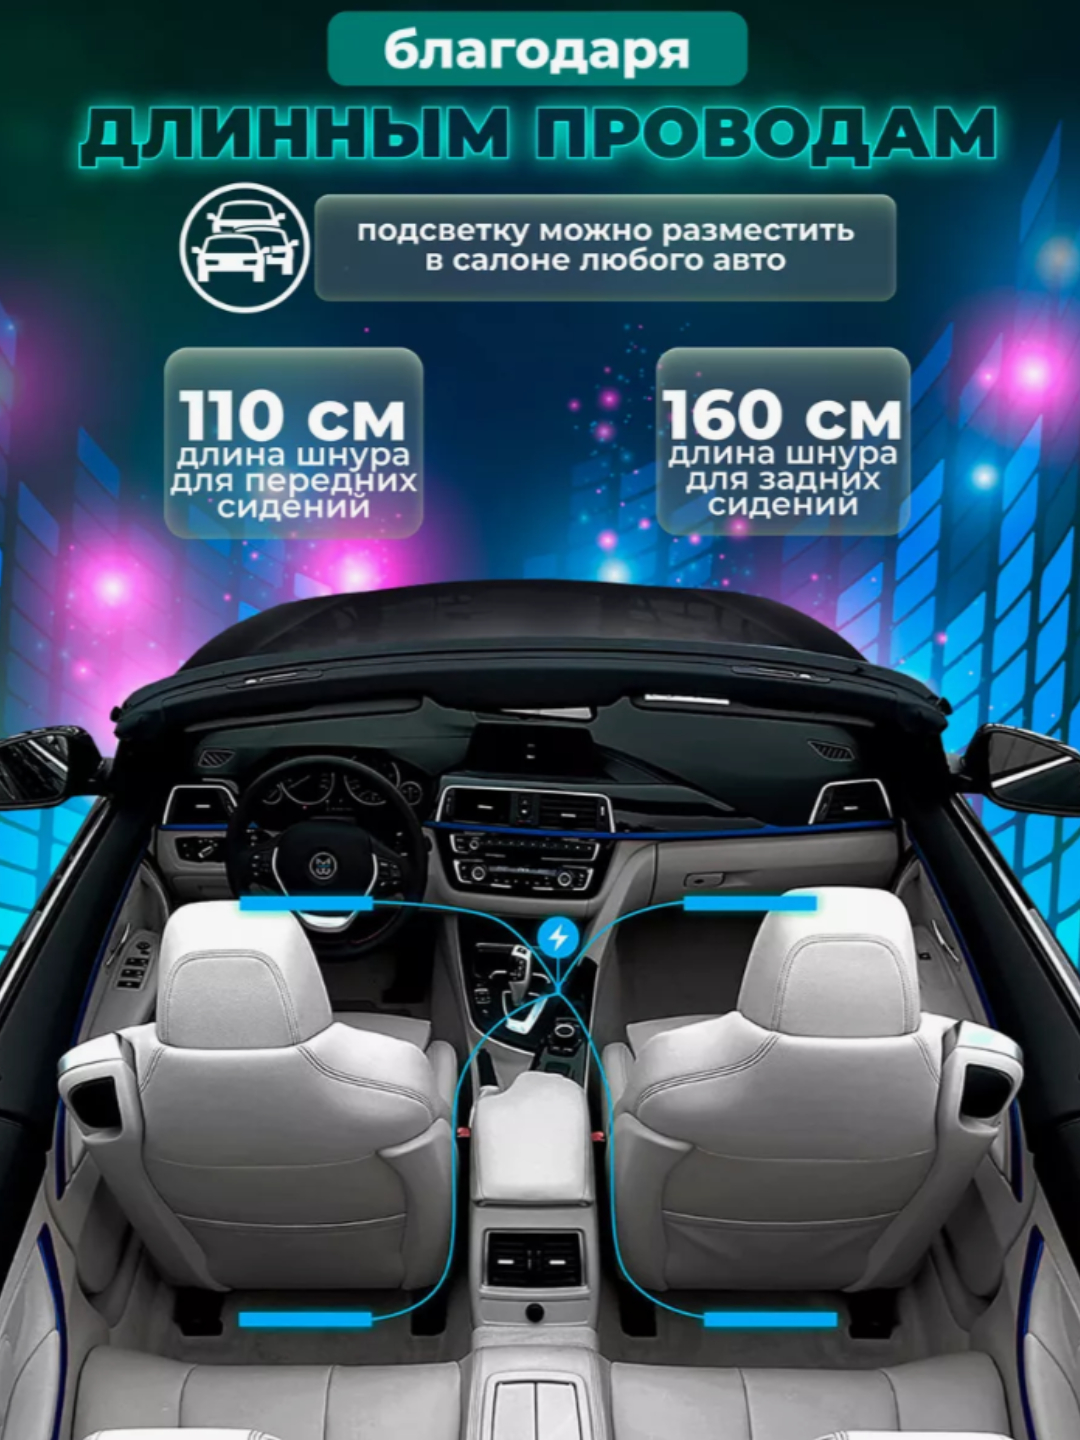 благодаря
ДЛИННЫМ ПРОВОДАМ
подсветку можно разместить
в салоне любого авто
110 см
длина шнура
для передних
сидений
160 см
длина шнура
для задних
сидений